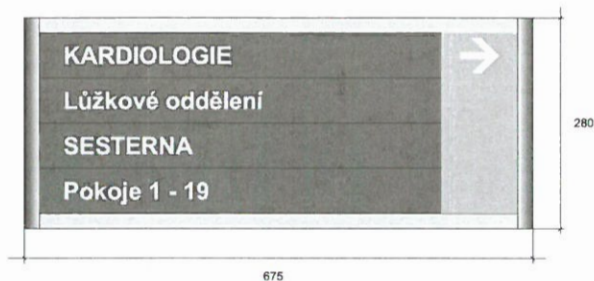 KARDIOLOGIE
Lůžkové oddělení
SESTERNA
Pokoje 1 - 19
280
675